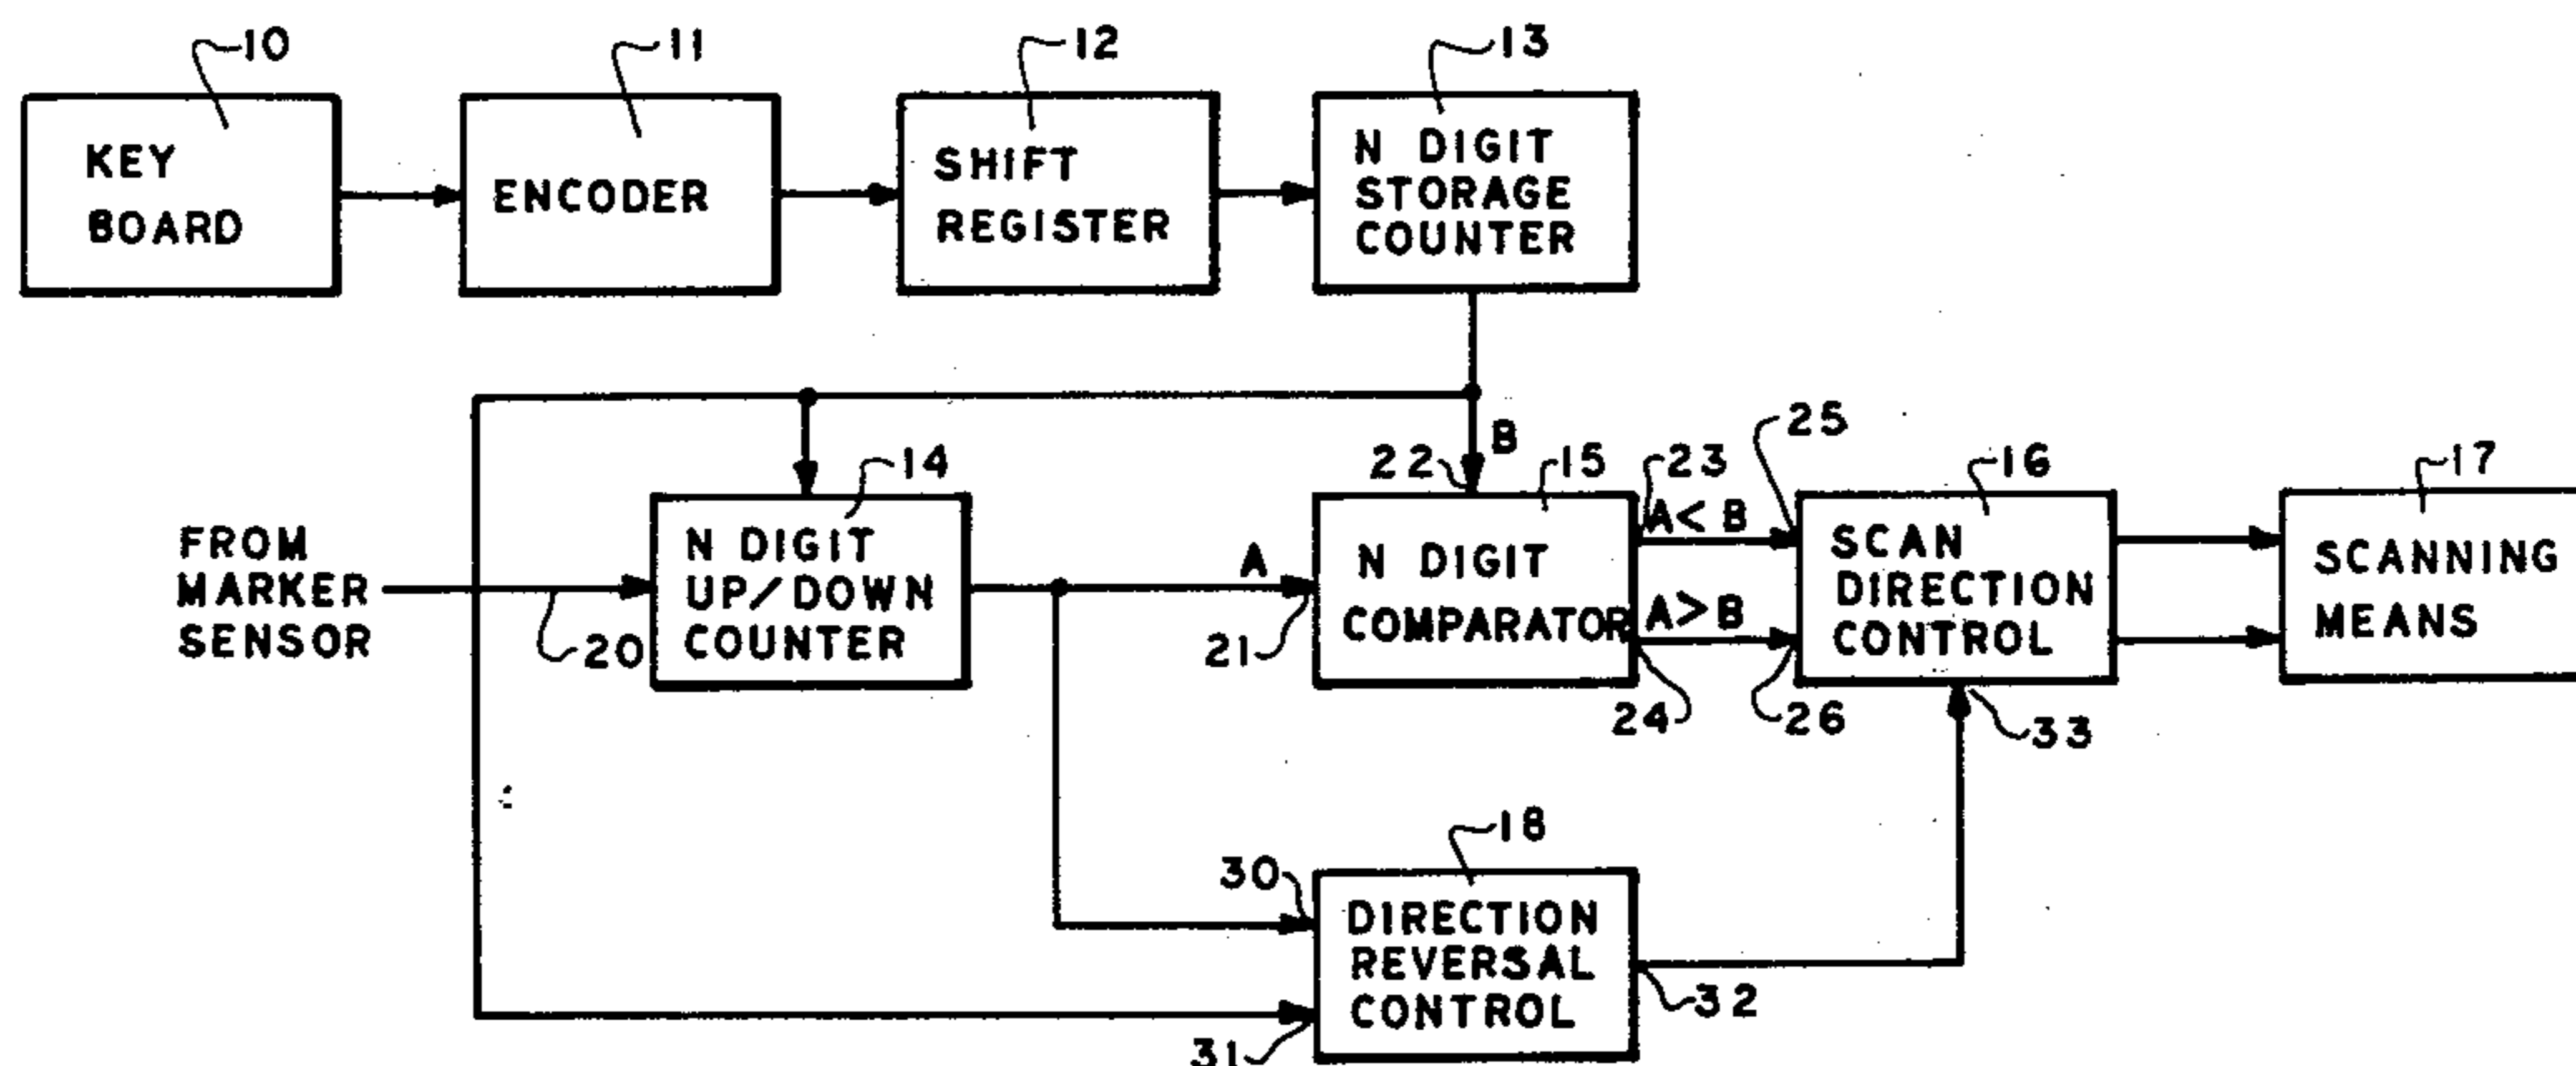 10
11
12
13
KEY
BOARD
ENCODER
SHIFT
REGISTER
N DIGIT
STORAGE
COUNTER
14
22
B
15
23
25
16
17
FROM
MARKER
SENSOR
20
N DIGIT
UP/DOWN
COUNTER
A
21
N DIGIT
COMPARATOR
A<B
A>B
24
26
SCAN
DIRECTION
CONTROL
33
SCANNING
MEANS
18
30
31
DIRECTION
REVERSAL
CONTROL
32